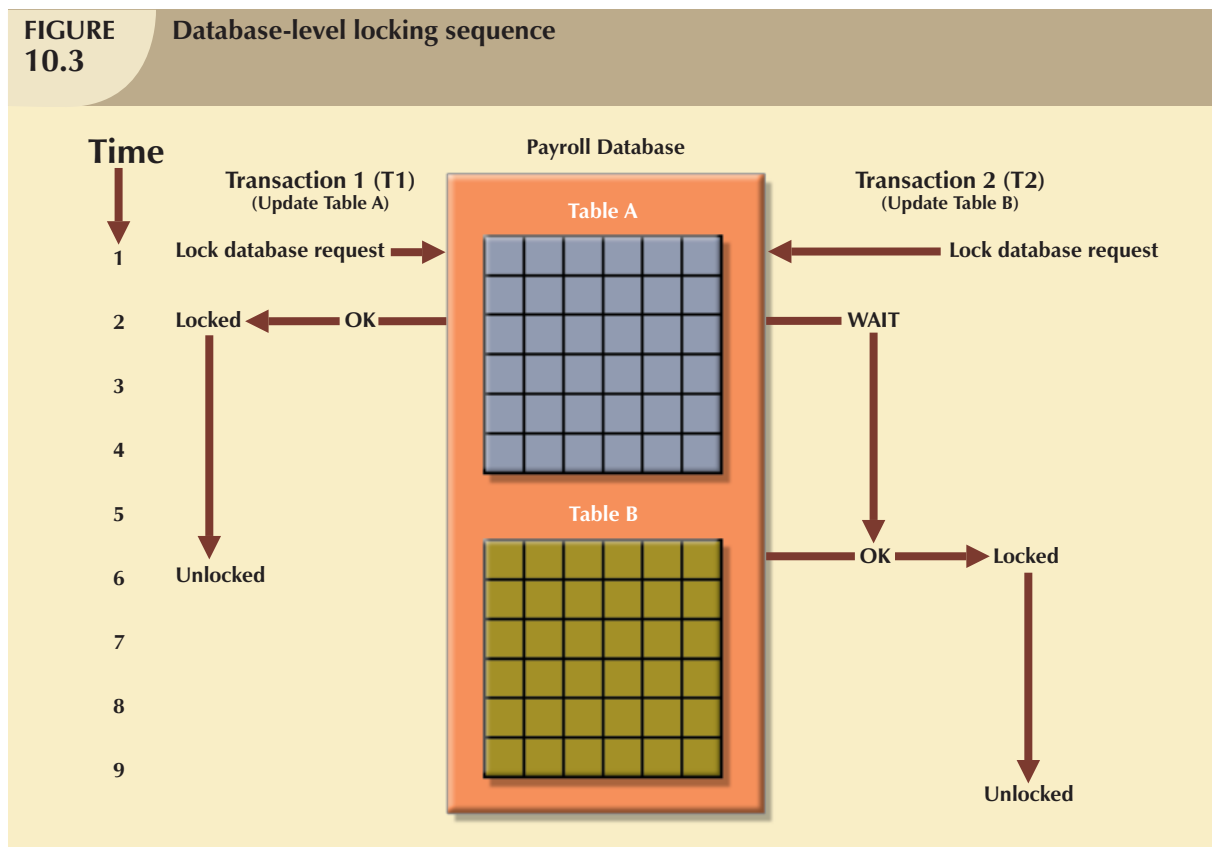 FIGURE
10.3
Database-level locking sequence
Time
Payroll Database
Transaction 1 (T1)
(Update Table A)
Transaction 2 (T2)
(Update Table B)
Table A
1
Lock database request
Lock database request
2
Locked
OK
WAIT
3
4
5
Table B
6
Unlocked
OK
Locked
7
8
9
Unlocked